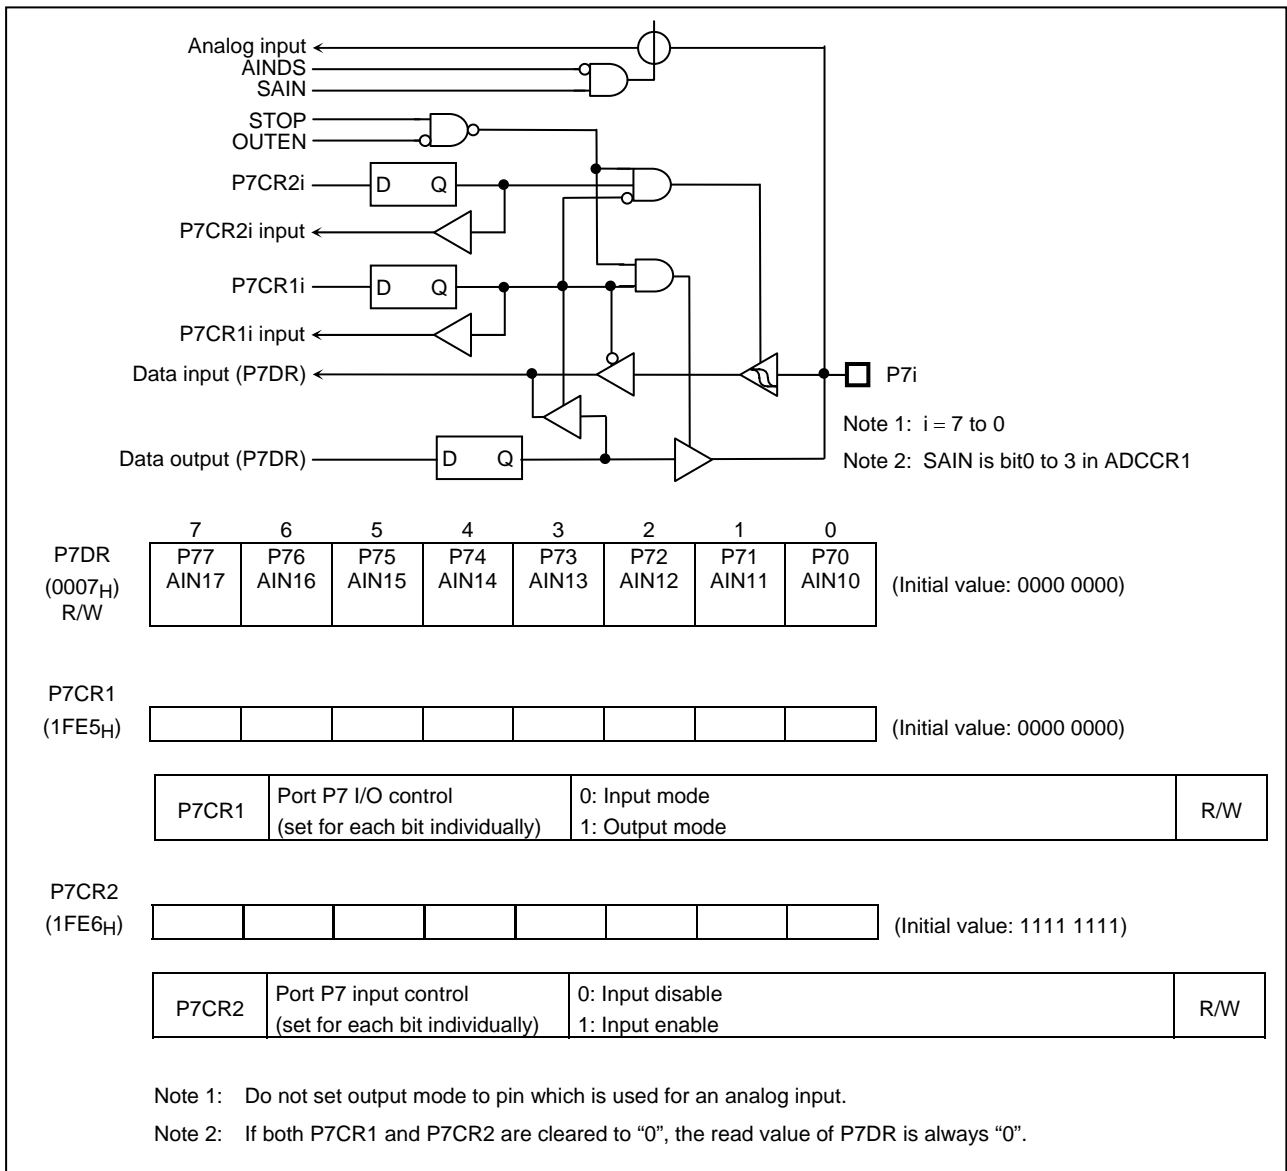 Analog input
AINDS
SAIN
STOP
OUTEN
P7CR2i
D Q
P7CR2i input
P7CR1i
D Q
P7CR1i input
Data input (P7DR)
P7i
Note 1: i = 7 to 0
Data output (P7DR)
D Q
Note 2: SAIN is bit0 to 3 in ADCCR1
7 6 5 4 3 2 1 0
P7DR
(0007H)
R/W
P77 P76 P75 P74 P73 P72 P71 P70
AIN17 AIN16 AIN15 AIN14 AIN13 AIN12 AIN11 AIN10
(Initial value: 0000 0000)
P7CR1
(1FE5H)
(Initial value: 0000 0000)
P7CR1
Port P7 I/O control
(set for each bit individually)
0: Input mode
1: Output mode
R/W
P7CR2
(1FE6H)
(Initial value: 1111 1111)
P7CR2
Port P7 input control
(set for each bit individually)
0: Input disable
1: Input enable
R/W
Note 1: Do not set output mode to pin which is used for an analog input.
Note 2: If both P7CR1 and P7CR2 are cleared to “0”, the read value of P7DR is always “0”.